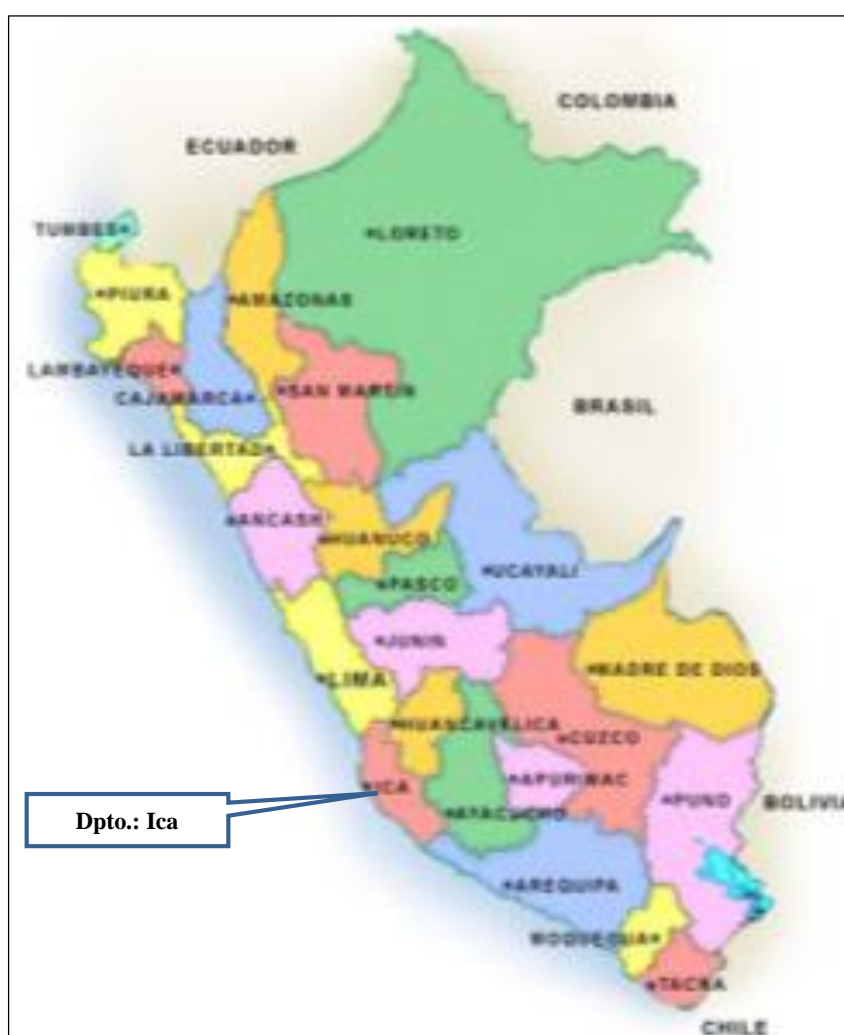 COLOMBIA
ECUADOR
TUMBES
LORETO
PIURA
AMAZONAS
LAMBAYEQUE
CAJAMARCA
SAN MARTIN
BRASIL
LA LIBERTAD
ANCASH
HUANUCO
PASCO
UCAYALI
JUNIN
LIMA
MADRE DE DIOS
HUANCAVELICA
CUZCO
ICA
APURIMAC
PUNO
BOLIVIA
AYACUCHO
Dpto.: Ica
AREQUIPA
MOQUEGUA
TACNA
CHILE